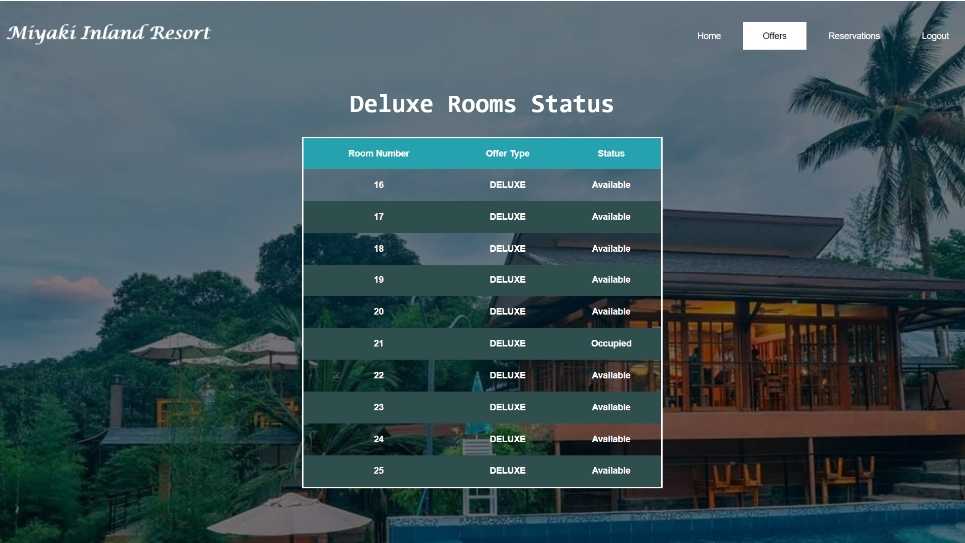 Miyaki Inland Resort
Home Offers Reservations Logout
Deluxe Rooms Status
Room Number Offer Type Status
16 DELUXE Available
17 DELUXE Available
18 DELUXE Available
19 DELUXE Available
20 DELUXE Available
21 DELUXE Occupied
22 DELUXE Available
23 DELUXE Available
24 DELUXE Available
25 DELUXE Available